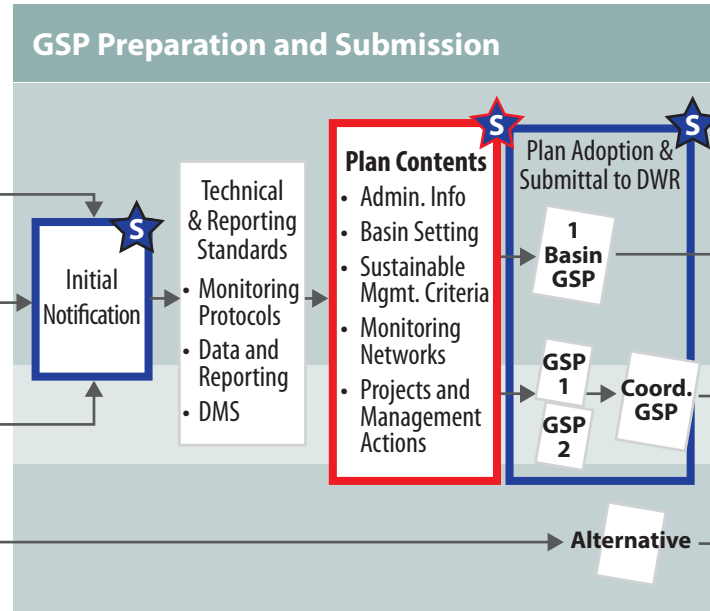 GSP Preparation and Submission
S
Initial
Notification
Technical
& Reporting
Standards
• Monitoring
Protocols
• Data and
Reporting
• DMS
S
Plan Contents
• Admin. Info
• Basin Setting
• Sustainable
Mgmt. Criteria
• Monitoring
Networks
• Projects and
Management
Actions
S
Plan Adoption &
Submittal to DWR
1
Basin
GSP
GSP
1
GSP
2
Coord.
GSP
Alternative